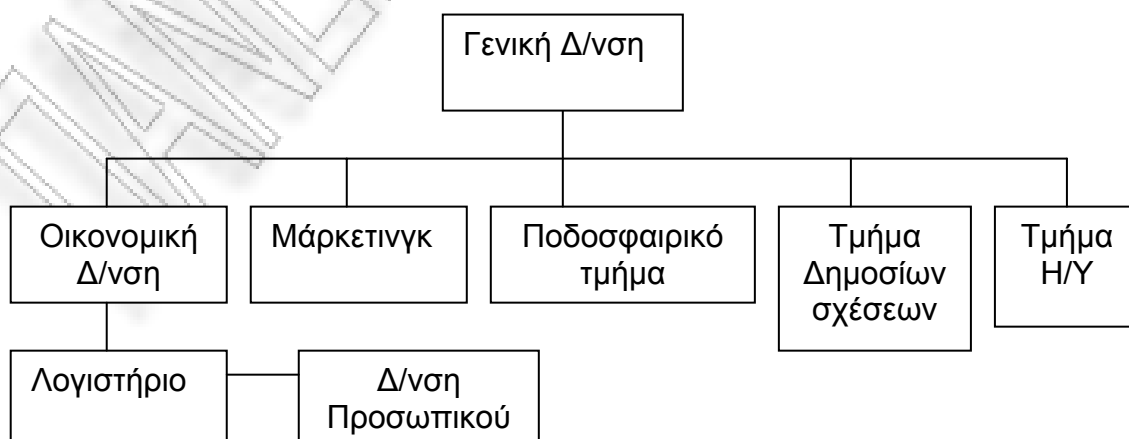 Γενική Δ/νση
Οικονομική
Δ/νση
Μάρκετινγκ
Ποδοσφαιρικό
τμήμα
Τμήμα
Δημοσίων
σχέσεων
Τμήμα
Η/Υ
Λογιστήριο
Δ/νση
Προσωπικού